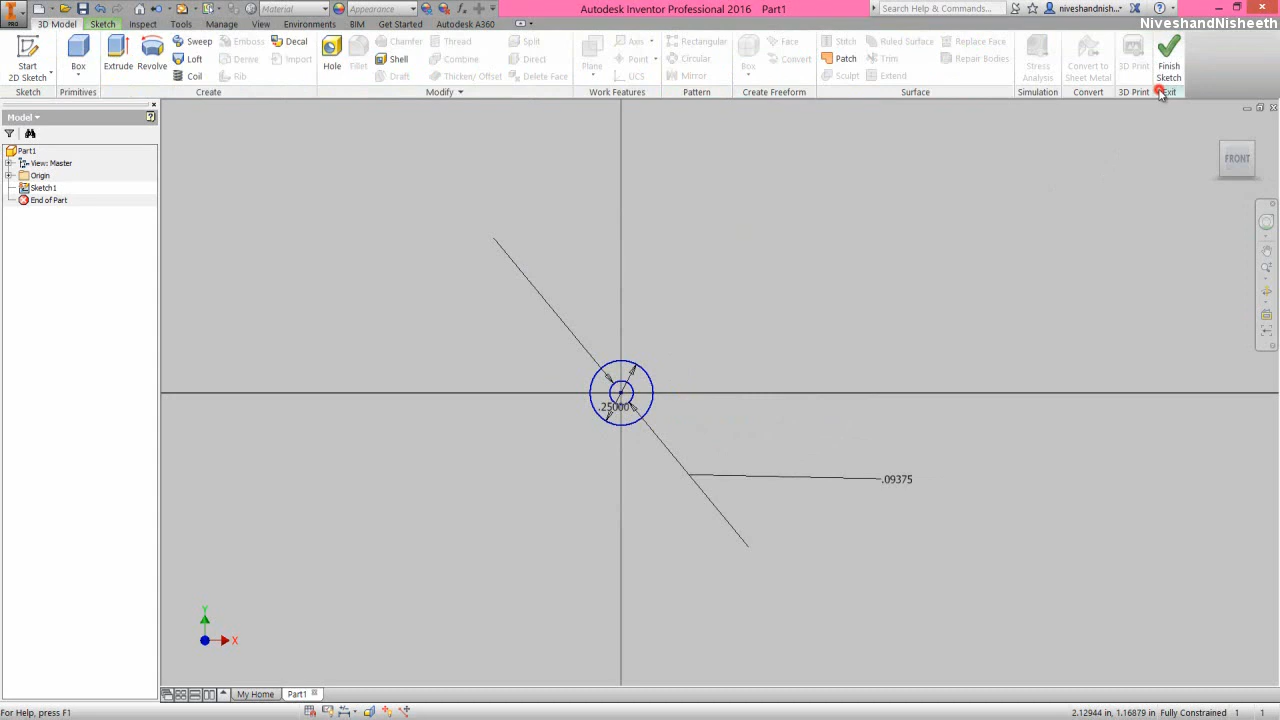 Autodesk Inventor Professional 2016 Part1
Search Help & Commands...
niveshandnish...
NiveshandNisheeth
Material
Appearance
PRO
3D Model
Sketch
Inspect
Tools
Manage
View
Environments
BIM
Get Started
Autodesk A360
Start
2D Sketch
Box
Extrude
Revolve
Sweep
Loft
Coil
Emboss
Derive
Rib
Decal
Import
Hole
Fillet
Chamfer
Shell
Draft
Thread
Combine
Thicken/ Offset
Split
Direct
Delete Face
Plane
Axis
Point
UCS
Rectangular
Circular
Mirror
Box
Face
Convert
Stitch
Patch
Sculpt
Ruled Surface
Trim
Extend
Replace Face
Repair Bodies
Stress
Analysis
Convert to
Sheet Metal
3D Print
Finish
Sketch
Sketch
Primitives
Create
Modify
Work Features
Pattern
Create Freeform
Surface
Simulation
Convert
3D Print
Exit
Model
Part1
View: Master
Origin
Sketch1
End of Part
FRONT
.25000
.09375
Y
X
My Home
Part1
For Help, press F1
2.12944 in, 1.16879 in
Fully Constrained
1
1